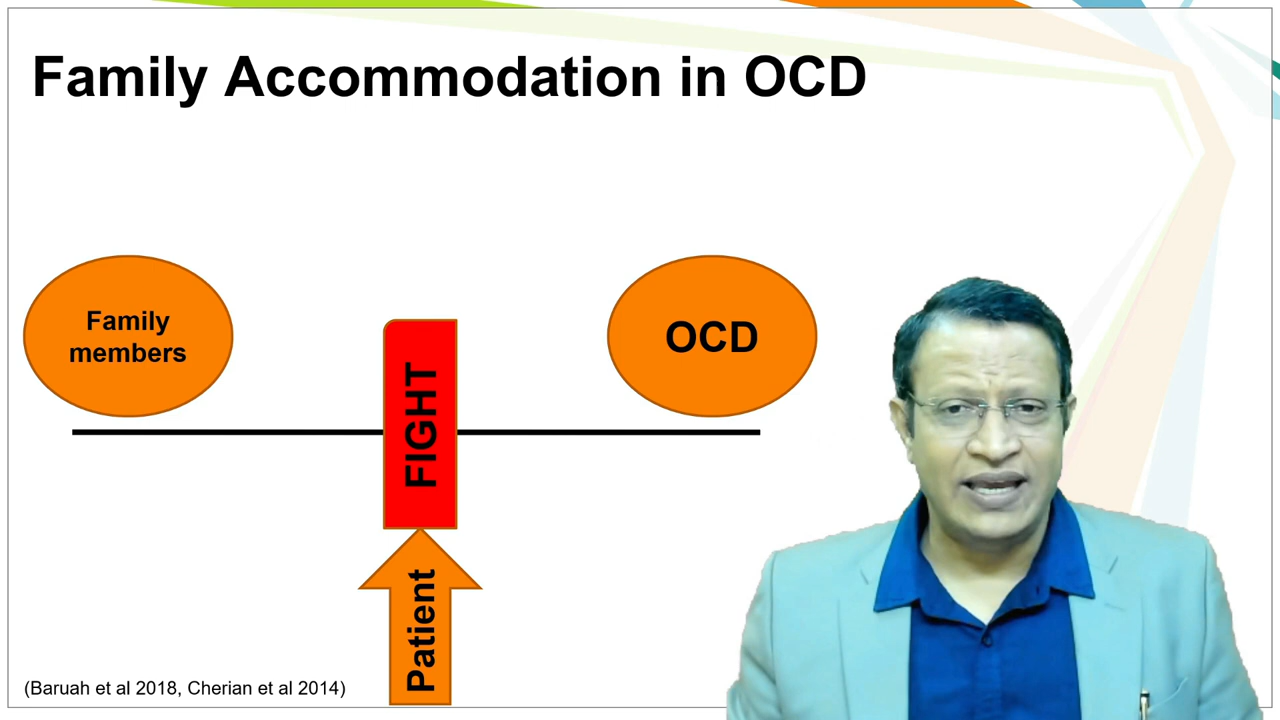 Family Accommodation in OCD
Family
members
OCD
FIGHT
Patient
(Baruah et al 2018, Cherian et al 2014)